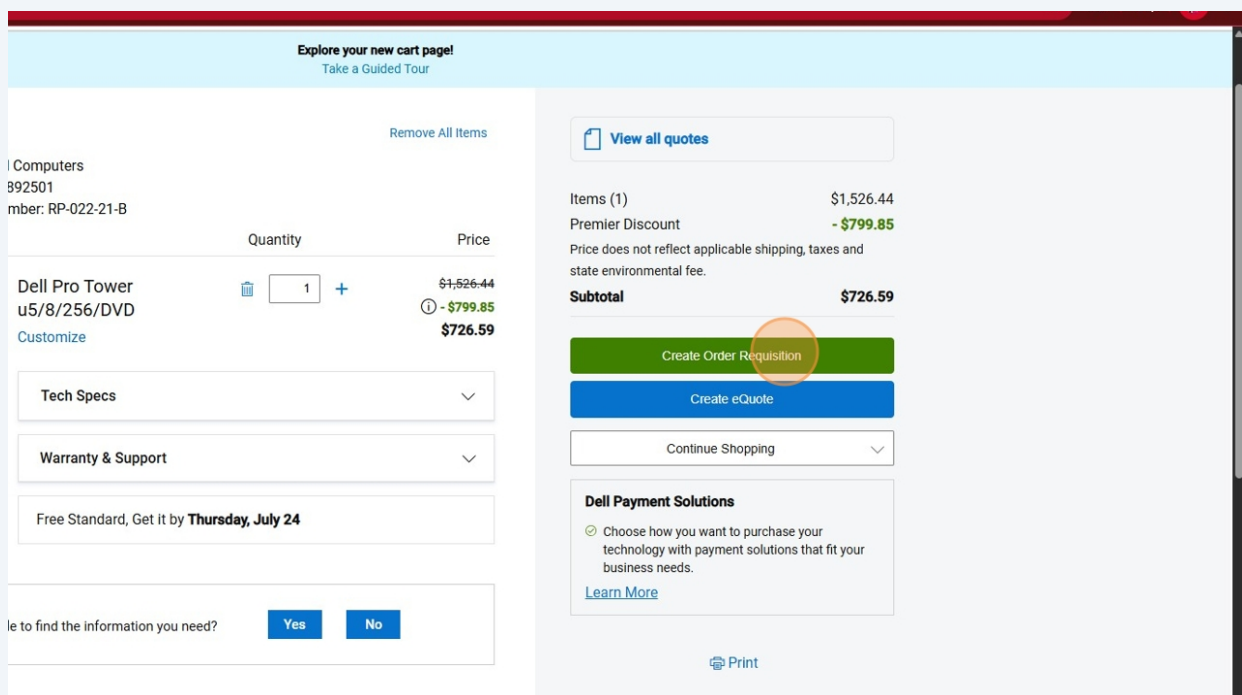 Explore your new cart page!
Take a Guided Tour
Remove All Items
Computers
892501
mber: RP-022-21-B
Quantity
Price
Dell Pro Tower
u5/8/256/DVD
Customize
1
+
$1,526.44
- $799.85
$726.59
Tech Specs
Warranty & Support
Free Standard, Get it by Thursday, July 24
le to find the information you need?
Yes
No
View all quotes
Items (1)
$1,526.44
Premier Discount
- $799.85
Price does not reflect applicable shipping, taxes and
state environmental fee.
Subtotal
$726.59
Create Order Requisition
Create eQuote
Continue Shopping
Dell Payment Solutions
Choose how you want to purchase your
technology with payment solutions that fit your
business needs.
Learn More
Print